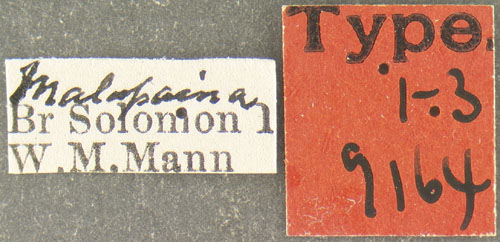 Malapaina
Br Solomon I
W.M.Mann
Type.
1-3
9164